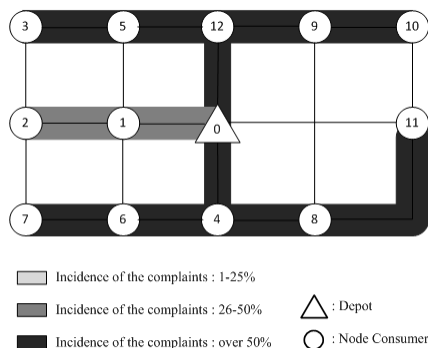 3 5 12 9 10
2 1 0 11
7 6 4 8
Incidence of the complaints : 1-25%
Incidence of the complaints : 26-50%
: Depot
Incidence of the complaints : over 50%
: Node Consumer